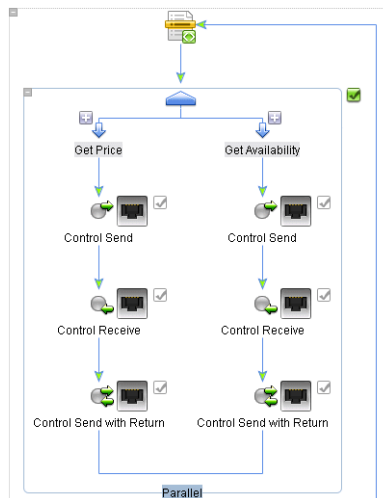 Get Price
Get Availability
Control Send
Control Send
Control Receive
Control Receive
Control Send with Return
Control Send with Return
Parallel